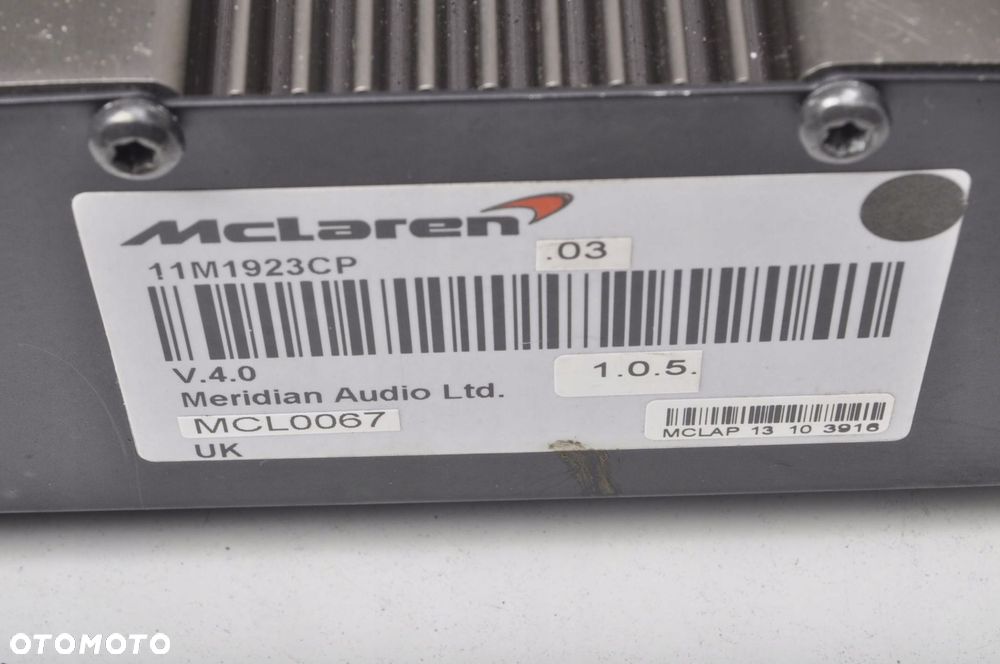 McLaren
.03
11M1923CP
V.4.0
1.0.5.
Meridian Audio Ltd.
MCL0067
MCLAP 13 10 3916
UK
OTOMOTO